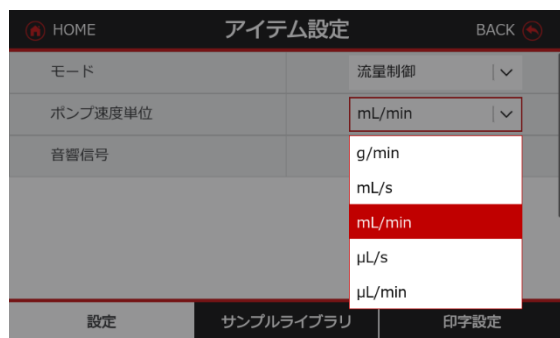 HOME アイテム設定 BACK
モード 流量制御
ポンプ速度単位 mL/min
音響信号
g/min
mL/s
mL/min
µL/s
µL/min
設定 サンプルライブラリ 印字設定